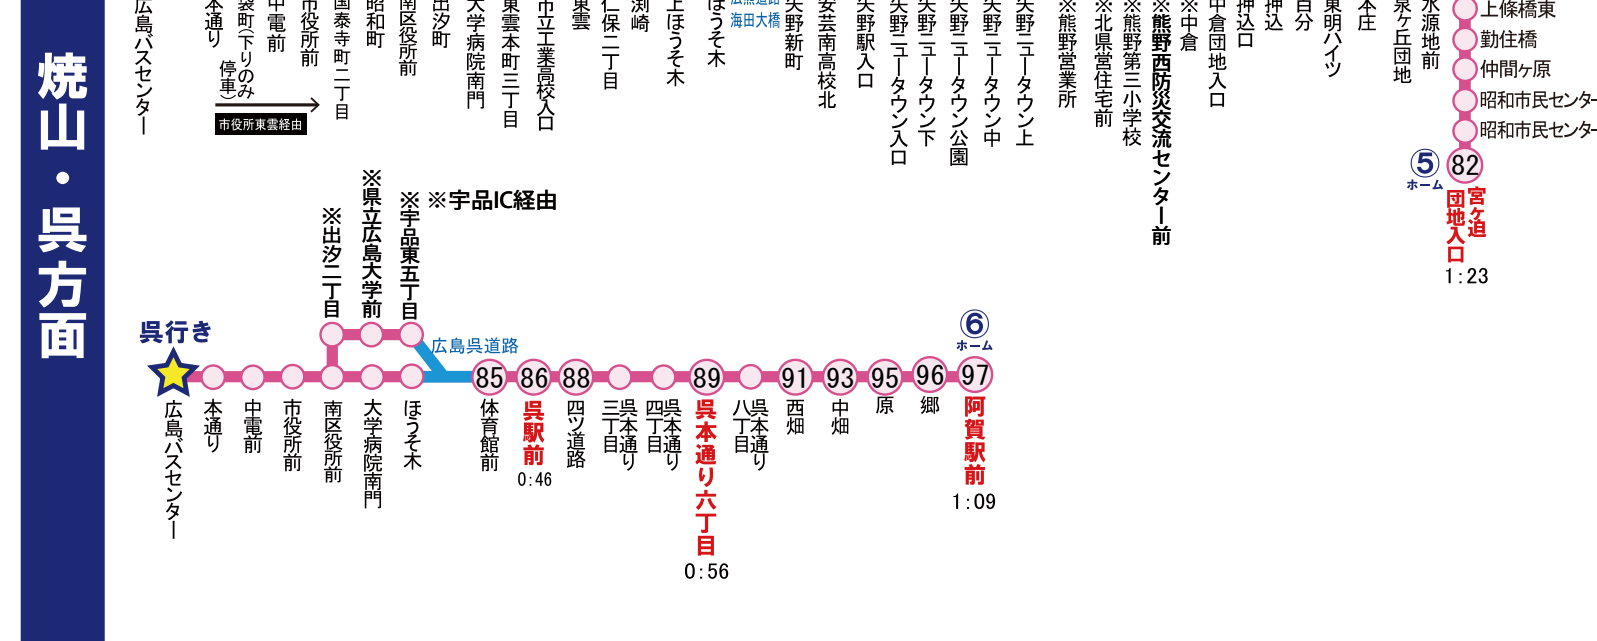 焼山・呉方面
広島バスセンター
本通り
袋町(下りのみ停車)
中電前
市役所前
国泰寺町二丁目
昭和町
南区役所前
出汐町
大学病院南門
東雲本町三丁目
市立工業高校入口
東雲
仁保二丁目
渕崎
上ほうそ木
ほうそ木
広熊道路
海田大橋
矢野新町
安芸南高校北
矢野駅入口
矢野ニュータウン入口
矢野ニュータウン下
矢野ニュータウン公園
矢野ニュータウン中
矢野ニュータウン上
※熊野営業所
※北県営住宅前
※熊野第三小学校
※熊野西防災交流センター前
※中倉
中倉団地入口
押込口
押込
百分
東明ハイツ
本庄
泉ヶ丘団地
水源地前
上條橋東
勤住橋
仲間ヶ原
昭和市民センター
昭和市民センター
市役所東雲経由
⑤
ホーム
82
宮ヶ迫団地入口
1:23
※出汐二丁目
※県立広島大学前
※宇品東五丁目
※宇品IC経由
呉行き
広島呉道路
85
86
88
89
91
93
95
96
97
⑥
ホーム
広島バスセンター
本通り
中電前
市役所前
南区役所前
大学病院南門
ほうそ木
体育館前
呉駅前
0:46
四ツ道路
呉本通り三丁目
呉本通り四丁目
呉本通り六丁目
0:56
呉本通り八丁目
西畑
中畑
原
郷
阿賀駅前
1:09